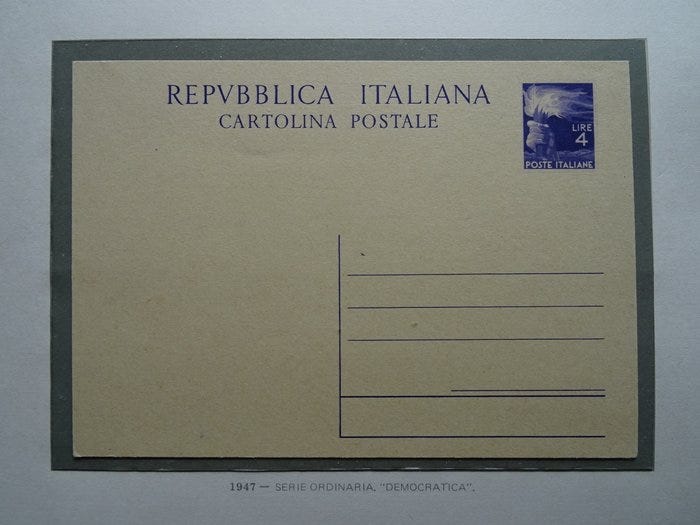 REPVBBLICA ITALIANA
CARTOLINA POSTALE
LIRE
4
POSTE ITALIANE
1947 — SERIE ORDINARIA, "DEMOCRATICA".